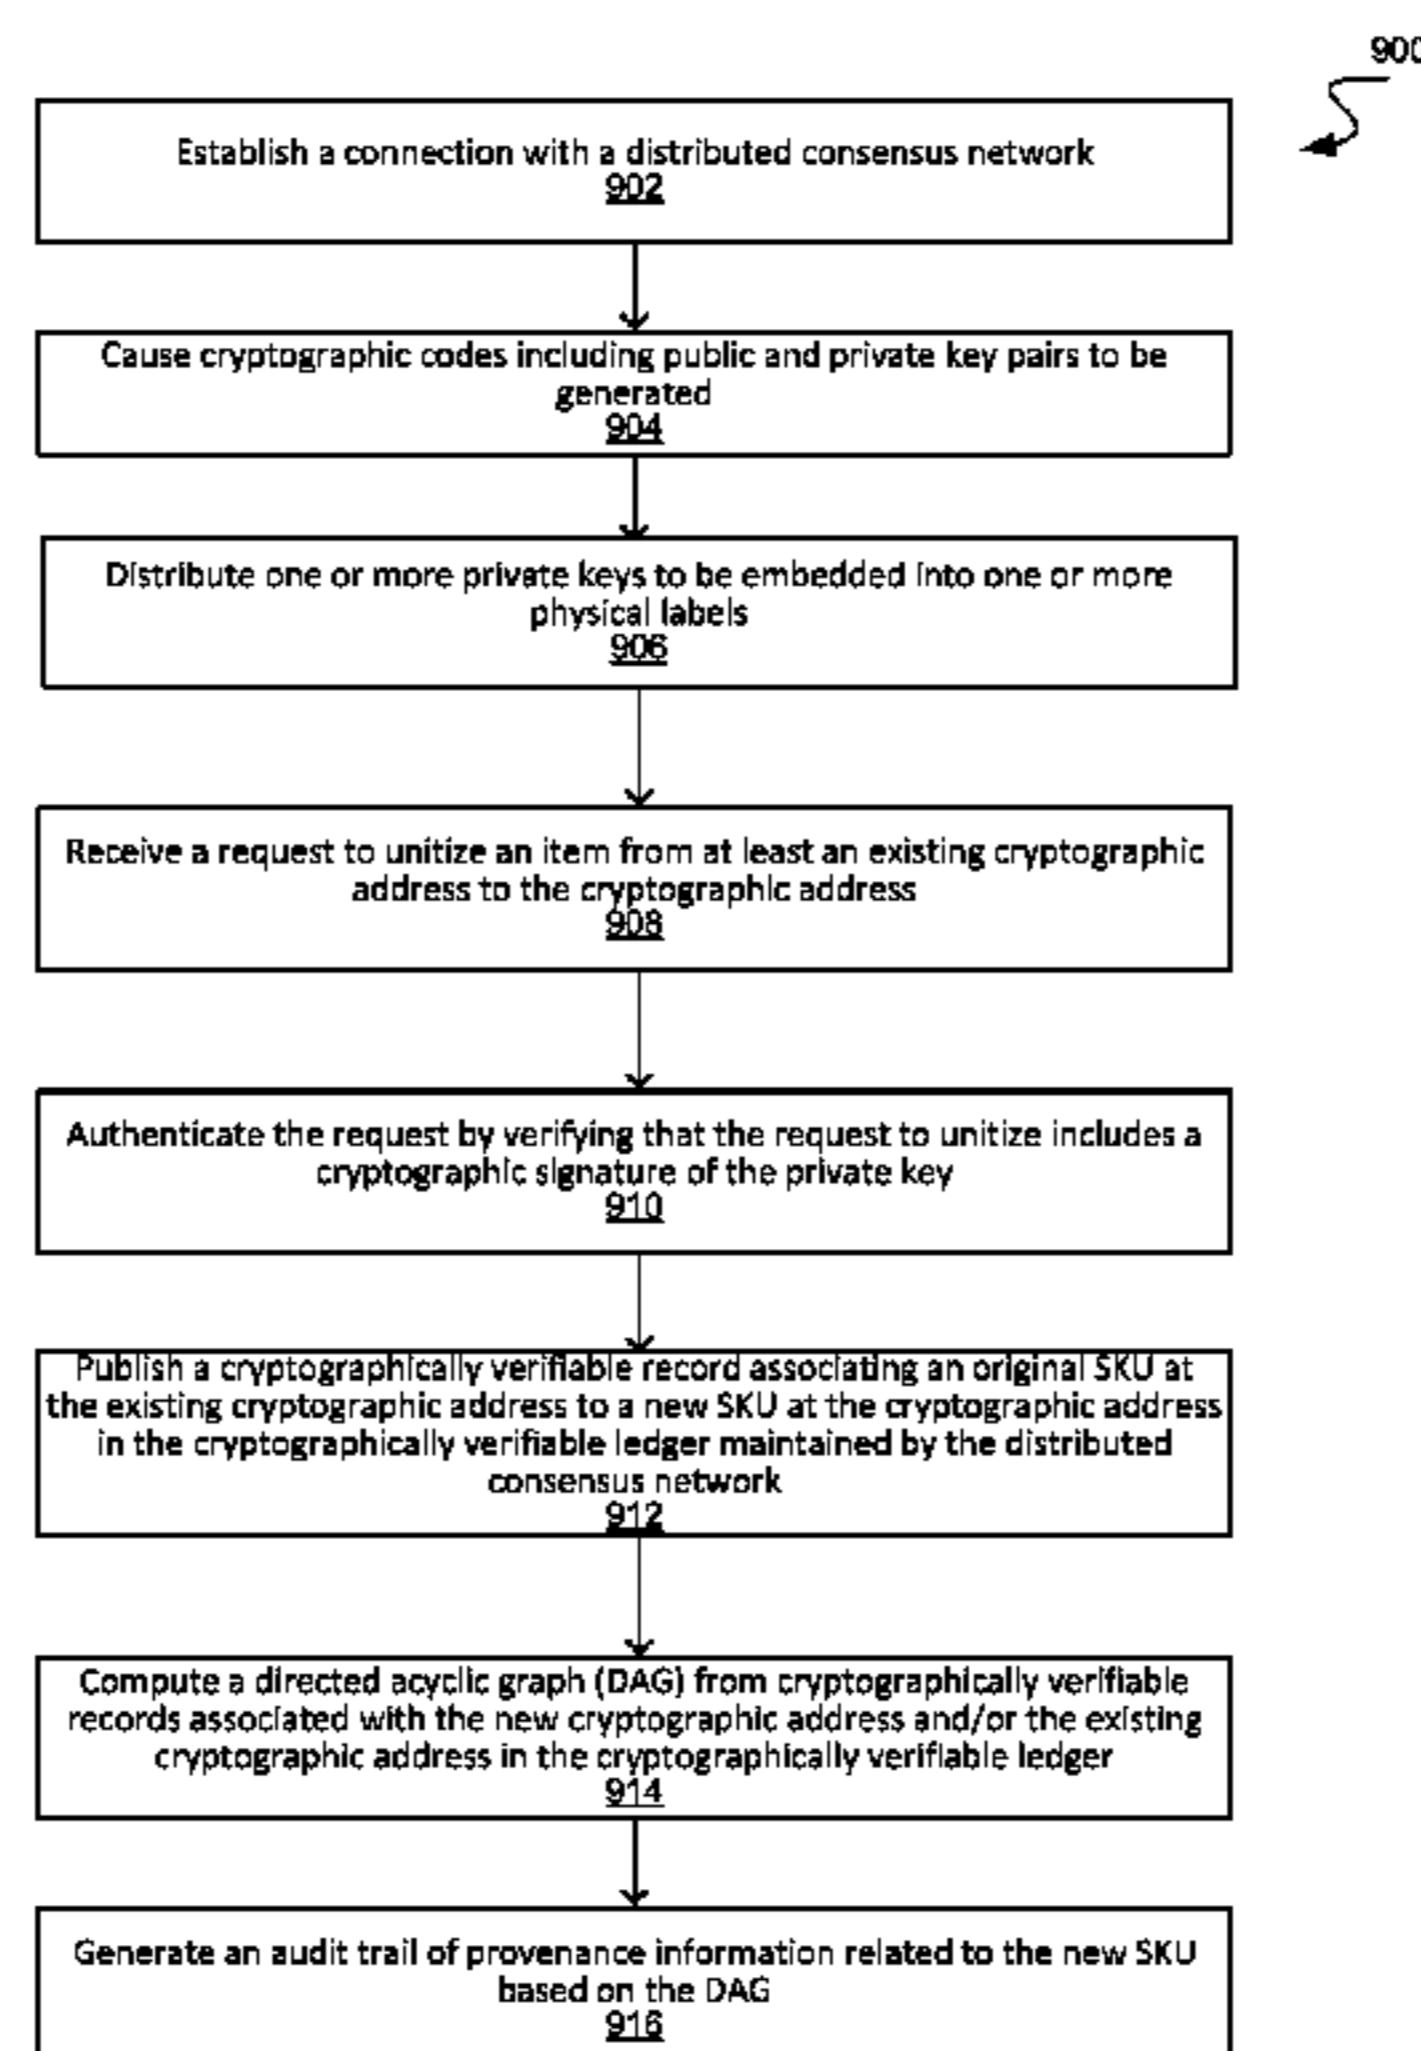 900
Establish a connection with a distributed consensus network
902
Cause cryptographic codes including public and private key pairs to be
generated
904
Distribute one or more private keys to be embedded into one or more
physical labels
906
Receive a request to unitize an item from at least an existing cryptographic
address to the cryptographic address
908
Authenticate the request by verifying that the request to unitize includes a
cryptographic signature of the private key
910
Publish a cryptographically verifiable record associating an original SKU at
the existing cryptographic address to a new SKU at the cryptographic address
in the cryptographically verifiable ledger maintained by the distributed
consensus network
912
Compute a directed acyclic graph (DAG) from cryptographically verifiable
records associated with the new cryptographic address and/or the existing
cryptographic address in the cryptographically verifiable ledger
914
Generate an audit trail of provenance information related to the new SKU
based on the DAG
916